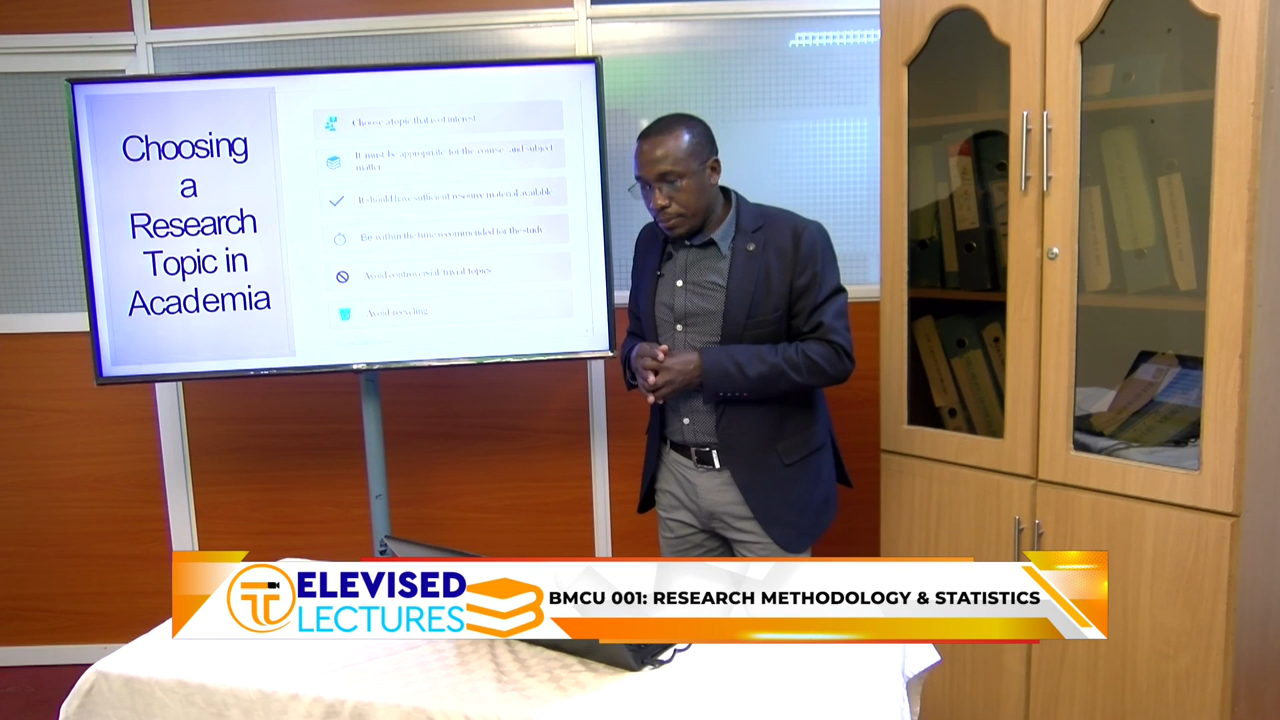 Choosing
a
Research
Topic in
Academia
Choose a topic that is of interest
It must be appropriate for the course and subject
matter
It should have sufficient resource material available
Be within the time recommended for the study
Avoid controversial/trivial topics
Avoid recycling
TELEVISED
LECTURES
BMCU 001: RESEARCH METHODOLOGY & STATISTICS